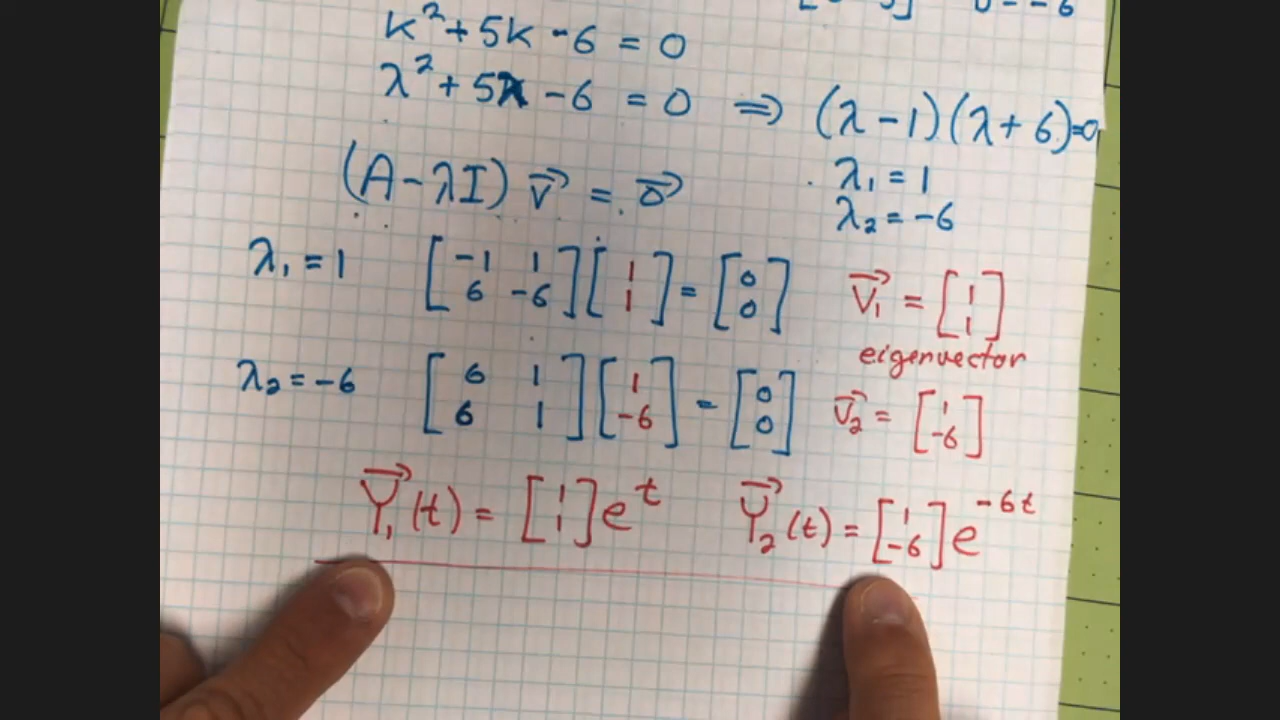 k² + 5k - 6 = 0
λ² + 5λ - 6 = 0 ⇒ (λ - 1)(λ + 6) = 0
(A - λI) v⃗ = 0⃗
λ₁ = 1
λ₂ = -6
λ₁ = 1 [-1 1; 6 -6] [1; 1] = [0; 0] v⃗₁ = [1; 1]
eigenvector
λ₂ = -6 [6 1; 6 1] [1; -6] = [0; 0] v⃗₂ = [1; -6]
Y⃗₁(t) = [1; 1] e^t Y⃗₂(t) = [1; -6] e^-6t